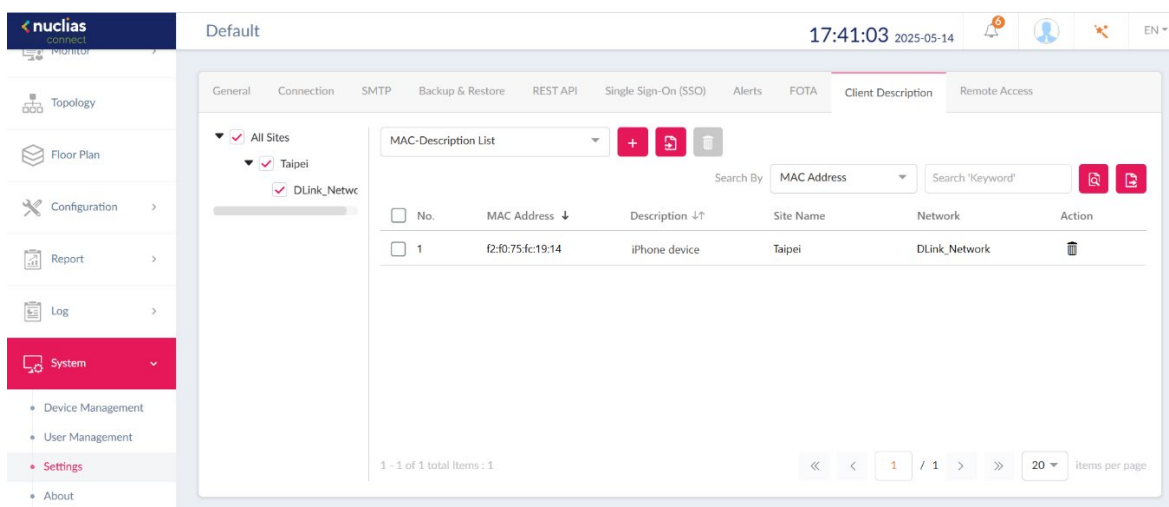 nuclias
connect
Default
17:41:03 2025-05-14
6
EN
Monitor
Topology
Floor Plan
Configuration
Report
Log
System
Device Management
User Management
Settings
About
General Connection SMTP Backup & Restore REST API Single Sign-On (SSO) Alerts FOTA Client Description Remote Access
All Sites
Taipei
DLink_Netwc
MAC-Description List
+
Search By MAC Address Search 'Keyword'
No. MAC Address ↓ Description ↓↑ Site Name Network Action
1 f2:f0:75:fc:19:14 iPhone device Taipei DLink_Network
1 - 1 of 1 total Items : 1
1 / 1 20 items per page